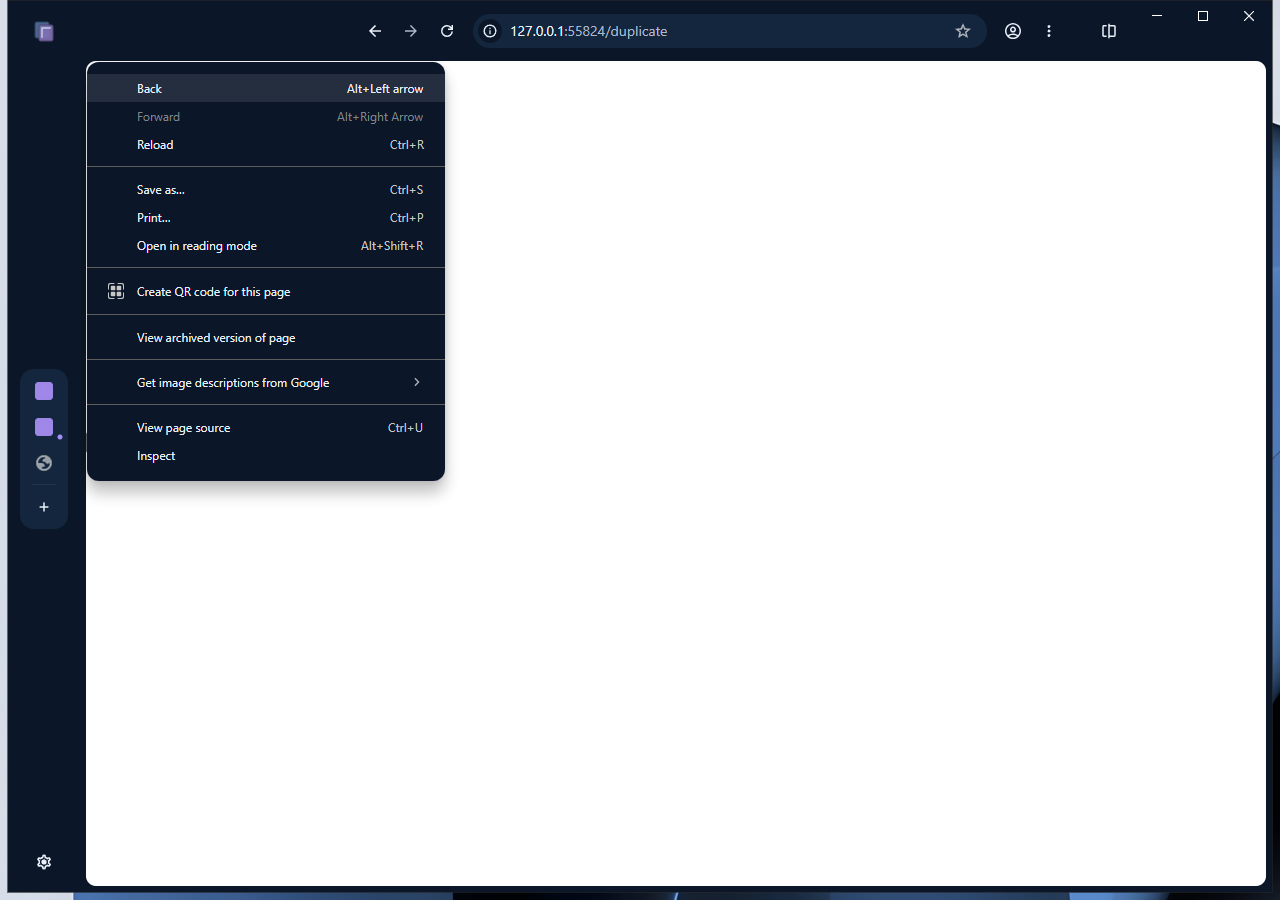 127.0.0.1:55824/duplicate
Back Alt+Left arrow
Forward Alt+Right Arrow
Reload Ctrl+R
Save as... Ctrl+S
Print... Ctrl+P
Open in reading mode Alt+Shift+R
Create QR code for this page
View archived version of page
Get image descriptions from Google
View page source Ctrl+U
Inspect